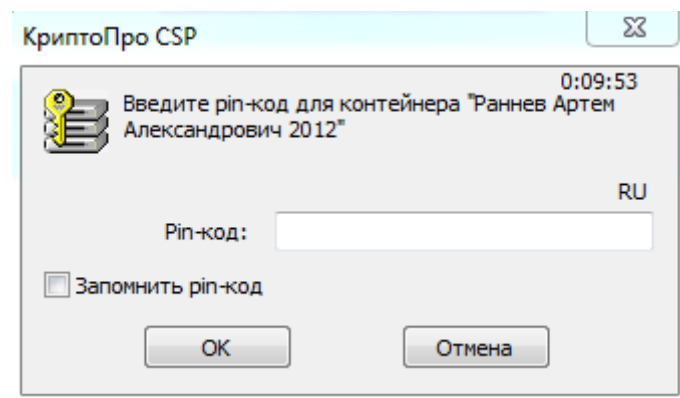 КриптоПро CSP
0:09:53
Введите pin-код для контейнера "Раннев Артем
Александрович 2012"
RU
Pin-код:
Запомнить pin-код
OK
Отмена